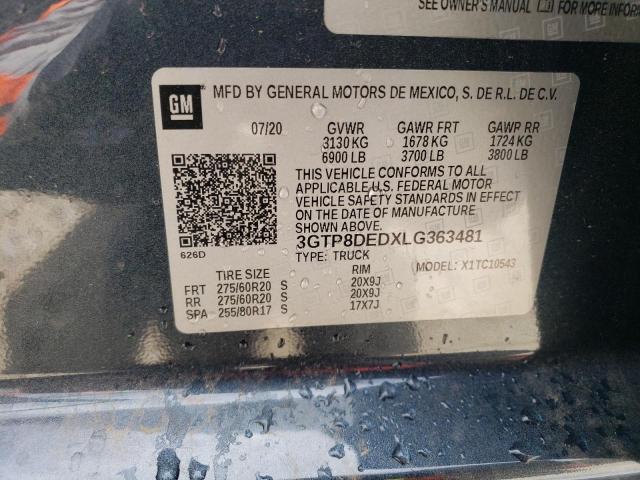 SEE OWNER'S MANUAL FOR MORE INFOR
GM
MFD BY GENERAL MOTORS DE MEXICO, S. DE R.L. DE C.V.
07/20 GVWR GAWR FRT GAWR RR
3130 KG 1678 KG 1724 KG
6900 LB 3700 LB 3800 LB
THIS VEHICLE CONFORMS TO ALL
APPLICABLE U.S. FEDERAL MOTOR
VEHICLE SAFETY STANDARDS IN EFFECT
ON THE DATE OF MANUFACTURE
SHOWN ABOVE.
626D
3GTP8DEDXLG363481
TYPE: TRUCK MODEL: X1TC10543
TIRE SIZE RIM
FRT 275/60R20 S 20X9J
RR 275/60R20 S 20X9J
SPA 255/80R17 S 17X7J